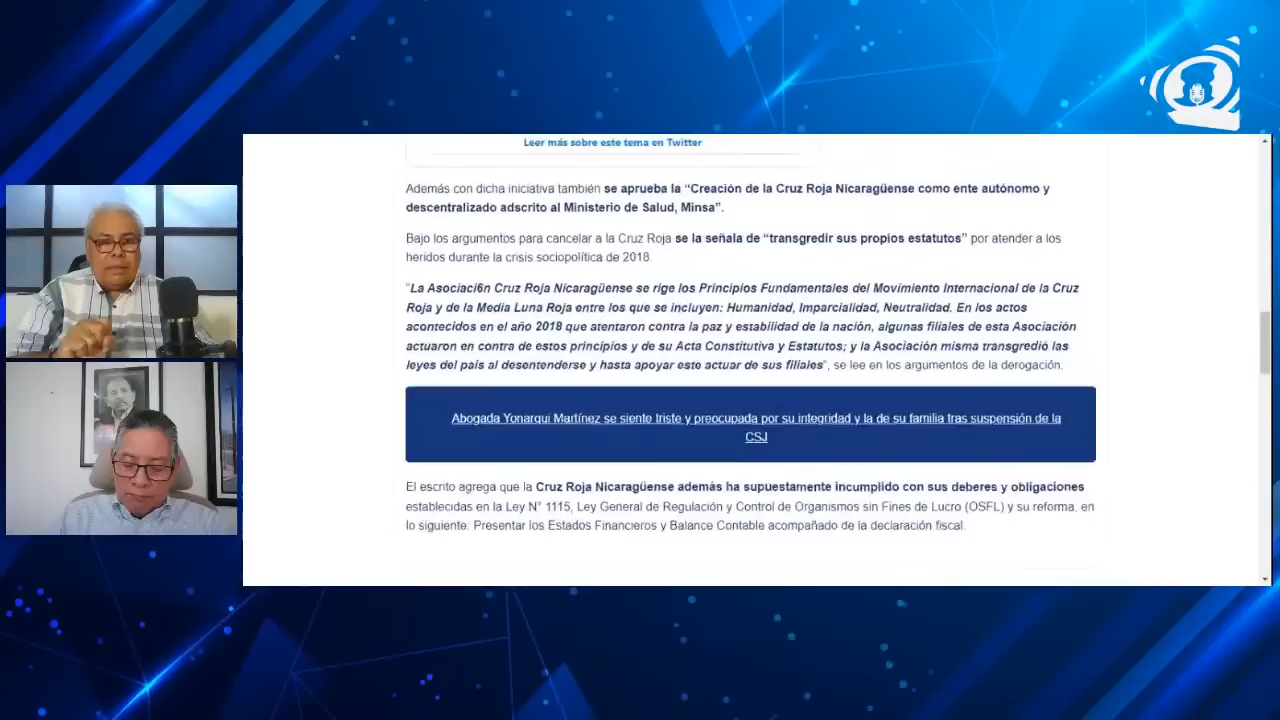 Leer más sobre este tema en Twitter
Además con dicha iniciativa también se aprueba la “Creación de la Cruz Roja Nicaragüense como ente autónomo y
descentralizado adscrito al Ministerio de Salud, Minsa”.
Bajo los argumentos para cancelar a la Cruz Roja se la señala de “transgredir sus propios estatutos” por atender a los
heridos durante la crisis sociopolítica de 2018.
“La Asociaci6n Cruz Roja Nicaragüense se rige los Principios Fundamentales del Movimiento Internacional de la Cruz
Roja y de la Media Luna Roja entre los que se incluyen: Humanidad, Imparcialidad, Neutralidad. En los actos
acontecidos en el año 2018 que atentaron contra la paz y estabilidad de la nación, algunas filiales de esta Asociación
actuaron en contra de estos principios y de su Acta Constitutiva y Estatutos; y la Asociación misma transgredió las
leyes del país al desentenderse y hasta apoyar este actuar de sus filiales”, se lee en los argumentos de la derogación.
Abogada Yonarqui Martínez se siente triste y preocupada por su integridad y la de su familia tras suspensión de la
CSJ
El escrito agrega que la Cruz Roja Nicaragüense además ha supuestamente incumplido con sus deberes y obligaciones
establecidas en la Ley N° 1115, Ley General de Regulación y Control de Organismos sin Fines de Lucro (OSFL) y su reforma, en
lo siguiente: Presentar los Estados Financieros y Balance Contable acompañado de la declaración fiscal.